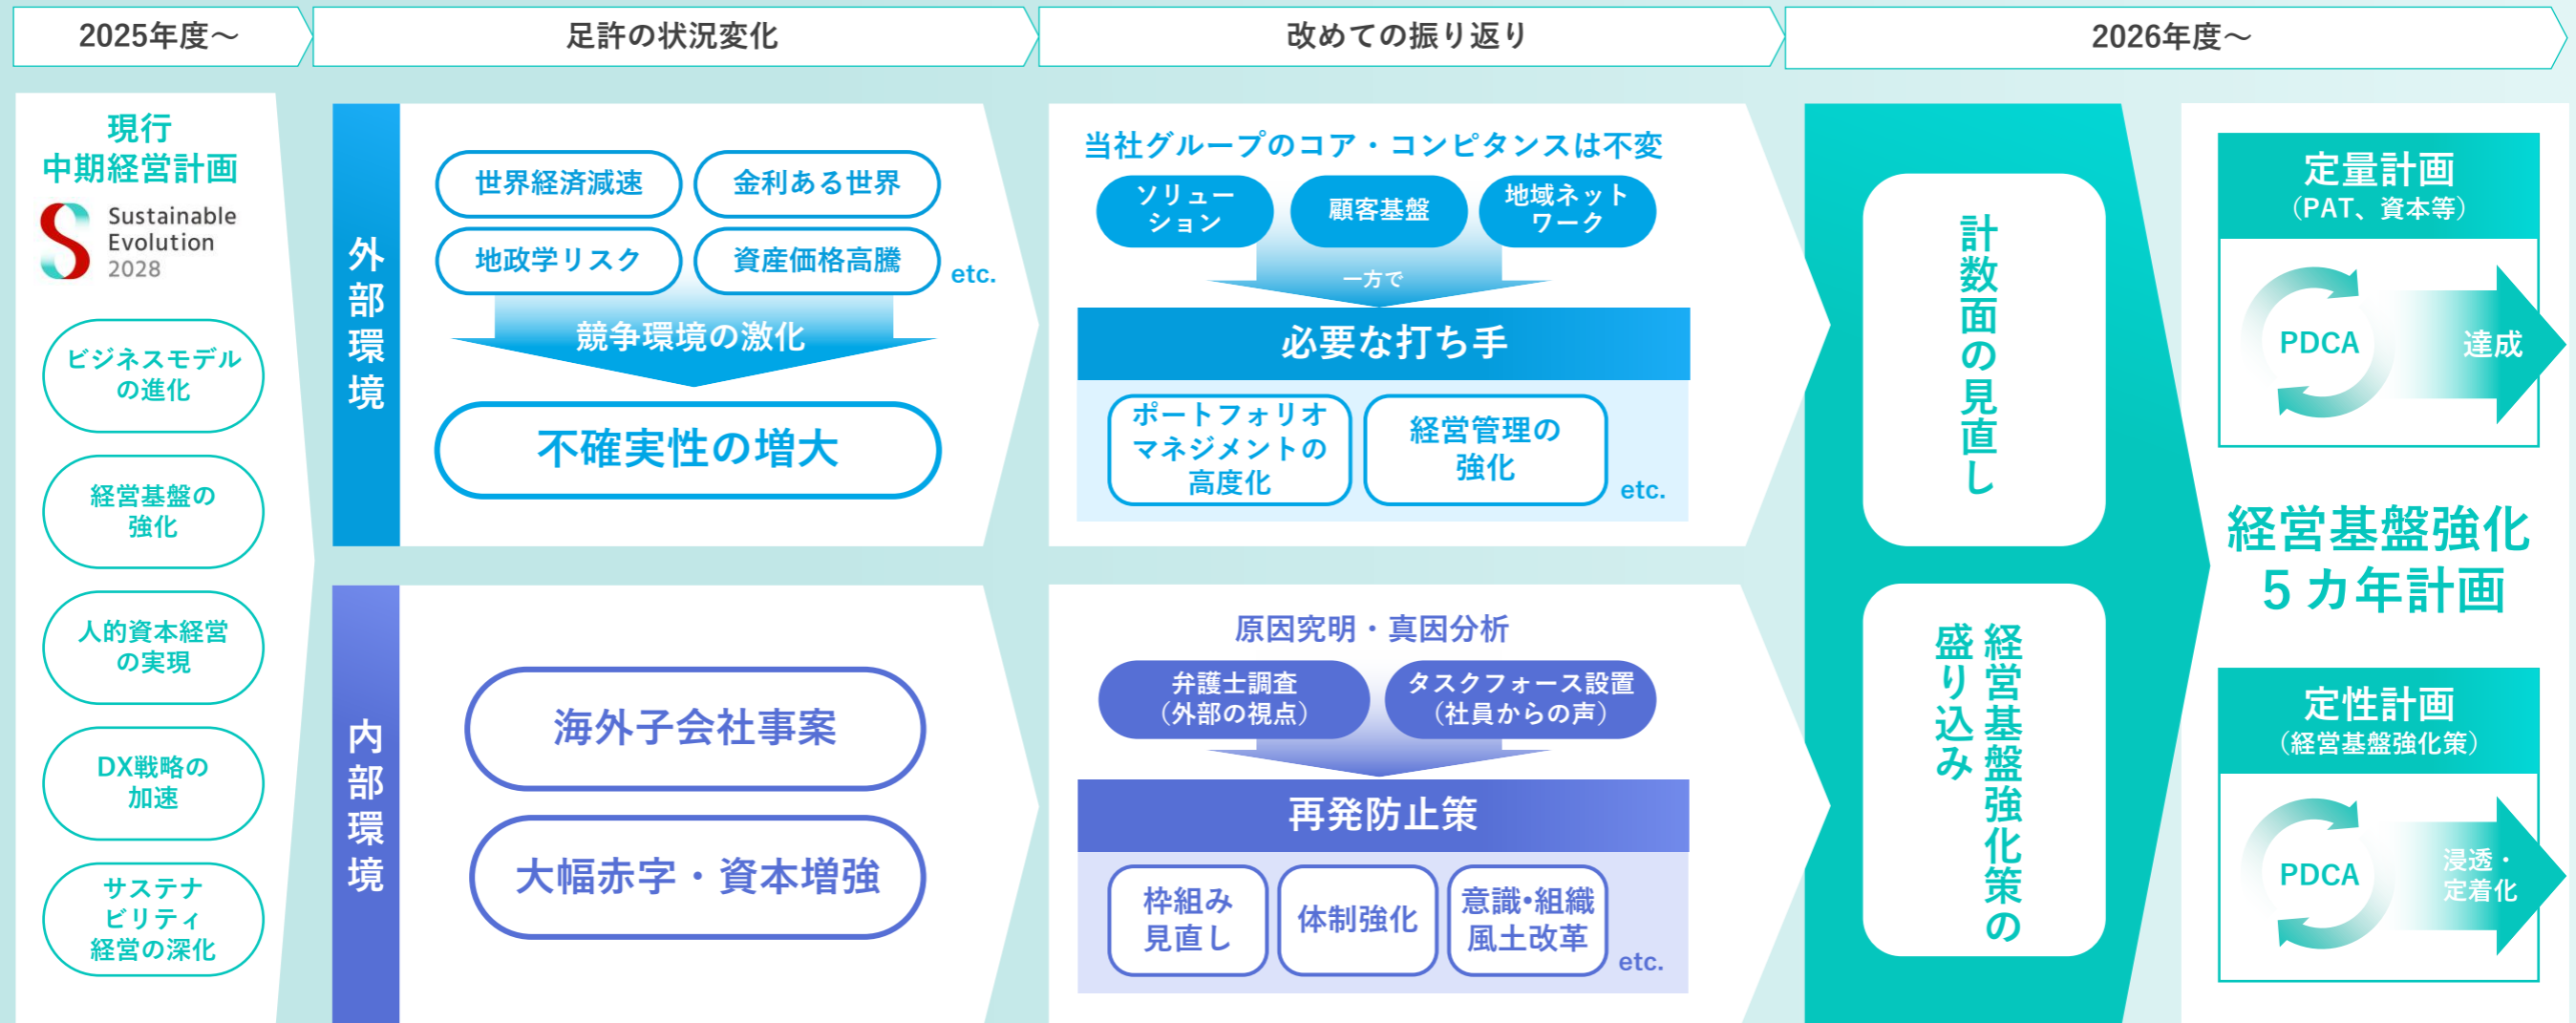 2025年度～
足許の状況変化
改めての振り返り
2026年度～
現行
中期経営計画
Sustainable
Evolution
2028
ビジネスモデル
の進化
経営基盤の
強化
人的資本経営
の実現
DX戦略の
加速
サステナ
ビリティ
経営の深化
外部環境
世界経済減速
金利ある世界
地政学リスク
資産価格高騰
etc.
競争環境の激化
不確実性の増大
内部環境
海外子会社事案
大幅赤字・資本増強
当社グループのコア・コンピタンスは不変
ソリュー
ション
顧客基盤
地域ネット
ワーク
一方で
必要な打ち手
ポートフォリオ
マネジメントの
高度化
経営管理の
強化
etc.
原因究明・真因分析
弁護士調査
（外部の視点）
タスクフォース設置
（社員からの声）
再発防止策
枠組み
見直し
体制強化
意識•組織
風土改革
etc.
計数面の見直し
経営基盤強化策の
盛り込み
定量計画
（PAT、資本等）
PDCA
達成
経営基盤強化
５カ年計画
定性計画
（経営基盤強化策）
PDCA
浸透・
定着化